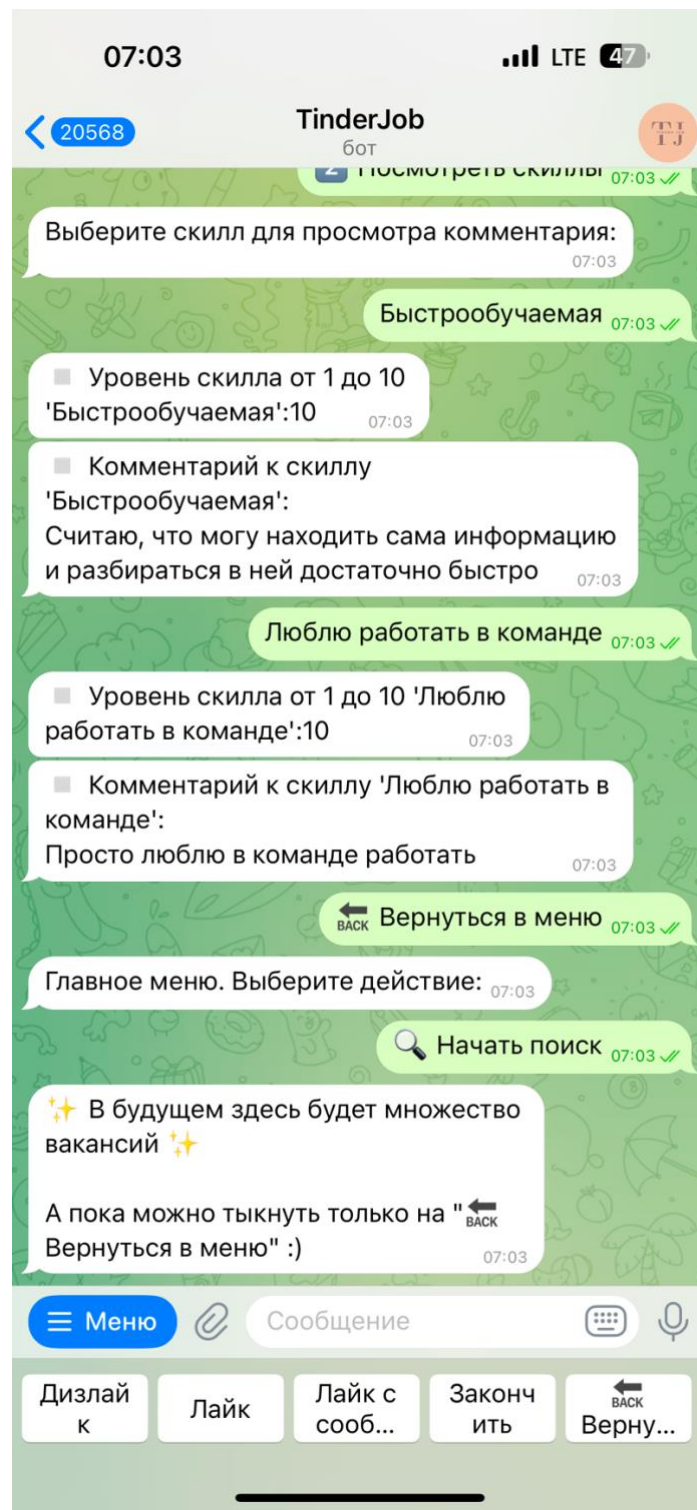 07:03
LTE 47
20568
TinderJob
бот
TJ
2 Посмотреть скиллы 07:03
Выберите скилл для просмотра комментария:
07:03
Быстрообучаемая 07:03
Уровень скилла от 1 до 10
'Быстрообучаемая':10 07:03
Комментарий к скиллу
'Быстрообучаемая':
Считаю, что могу находить сама информацию
и разбираться в ней достаточно быстро 07:03
Люблю работать в команде 07:03
Уровень скилла от 1 до 10 'Люблю
работать в команде':10 07:03
Комментарий к скиллу 'Люблю работать в
команде':
Просто люблю в команде работать 07:03
BACK Вернуться в меню 07:03
Главное меню. Выберите действие: 07:03
🔍 Начать поиск 07:03
✨ В будущем здесь будет множество
вакансий ✨
А пока можно тыкнуть только на "🔙
Вернуться в меню" :) 07:03
Меню
Сообщение
Дизлай
к
Лайк
Лайк с
сооб...
Законч
ить
BACK
Верну...